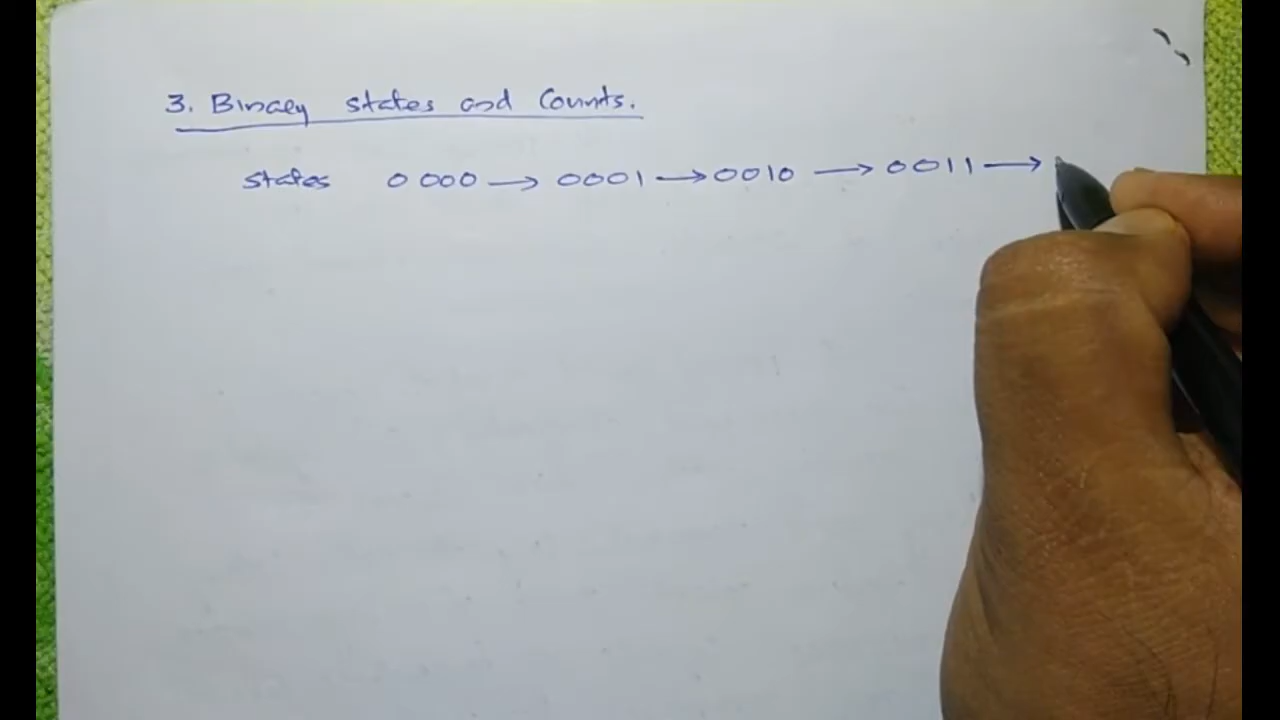 3. Binary states and Counts.
states 0000 → 0001 → 0010 → 0011 →